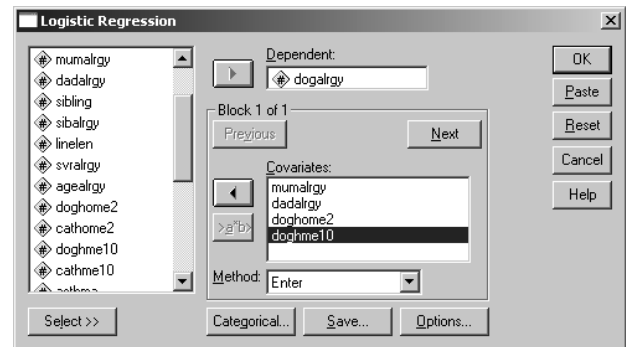 Logistic Regression
mumalrgy
dadalrgy
sibling
sibalrgy
linelen
svralrgy
agealrgy
doghome2
cathome2
doghme10
cathme10
asthma
Select >>
Dependent:
dogalrgy
Block 1 of 1
Previous
Next
Covariates:
mumalrgy
dadalrgy
doghome2
doghme10
>a*b>
Method:
Enter
Categorical...
Save...
Options...
OK
Paste
Reset
Cancel
Help